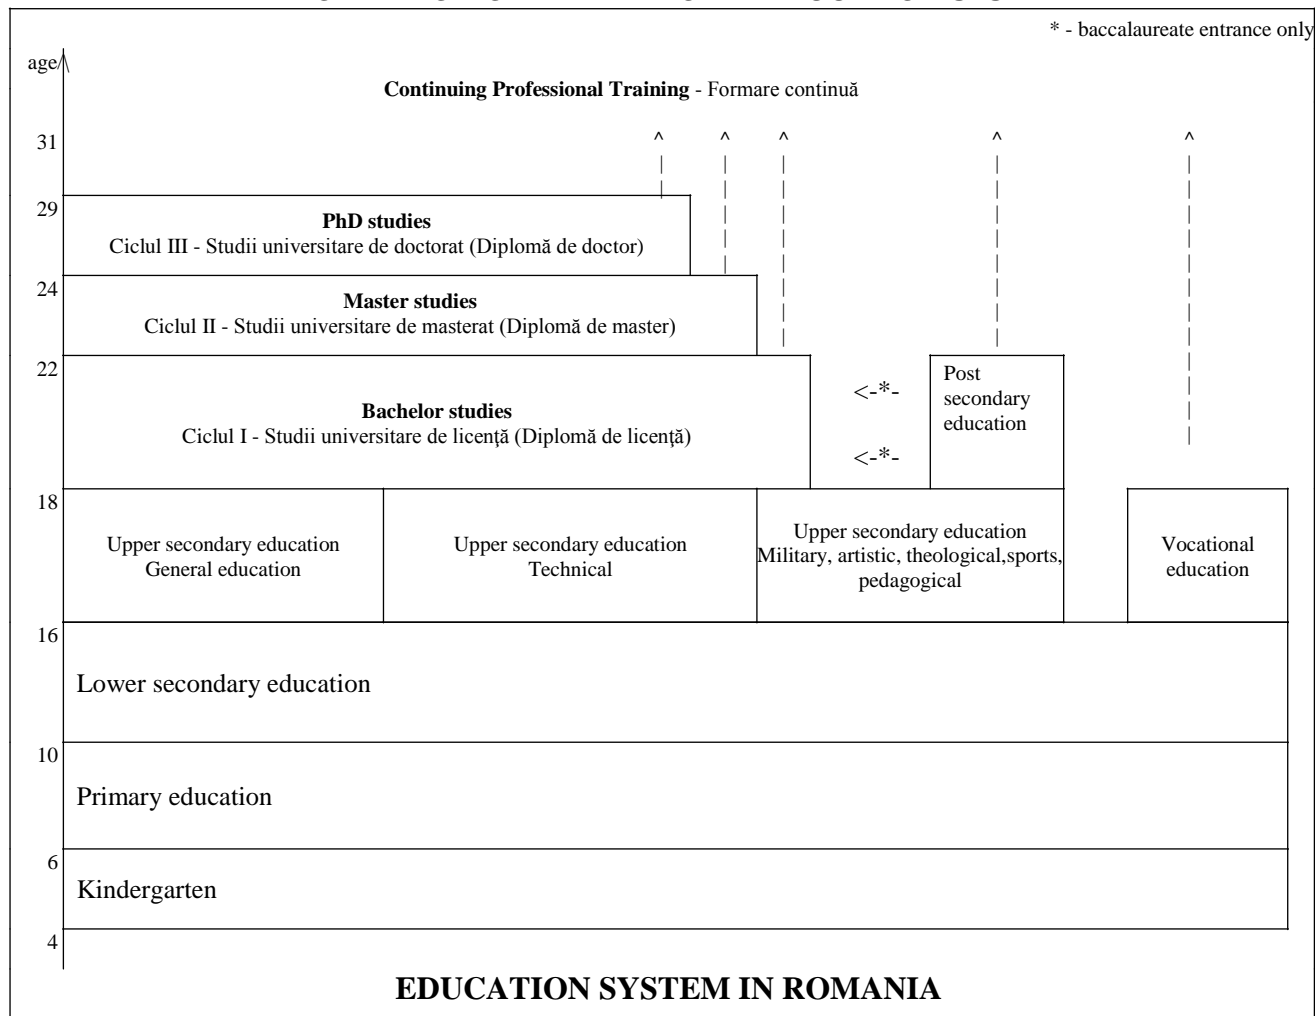 * - baccalaureate entrance only
age
Continuing Professional Training - Formare continuă
31
29
PhD studies
Ciclul III - Studii universitare de doctorat (Diplomă de doctor)
24
Master studies
Ciclul II - Studii universitare de masterat (Diplomă de master)
22
Post
secondary
education
<-*-
Bachelor studies
Ciclul I - Studii universitare de licenţă (Diplomă de licenţă)
<-*-
18
Upper secondary education
General education
Upper secondary education
Technical
Upper secondary education
Military, artistic, theological,sports,
pedagogical
Vocational
education
16
Lower secondary education
10
Primary education
6
Kindergarten
4
EDUCATION SYSTEM IN ROMANIA